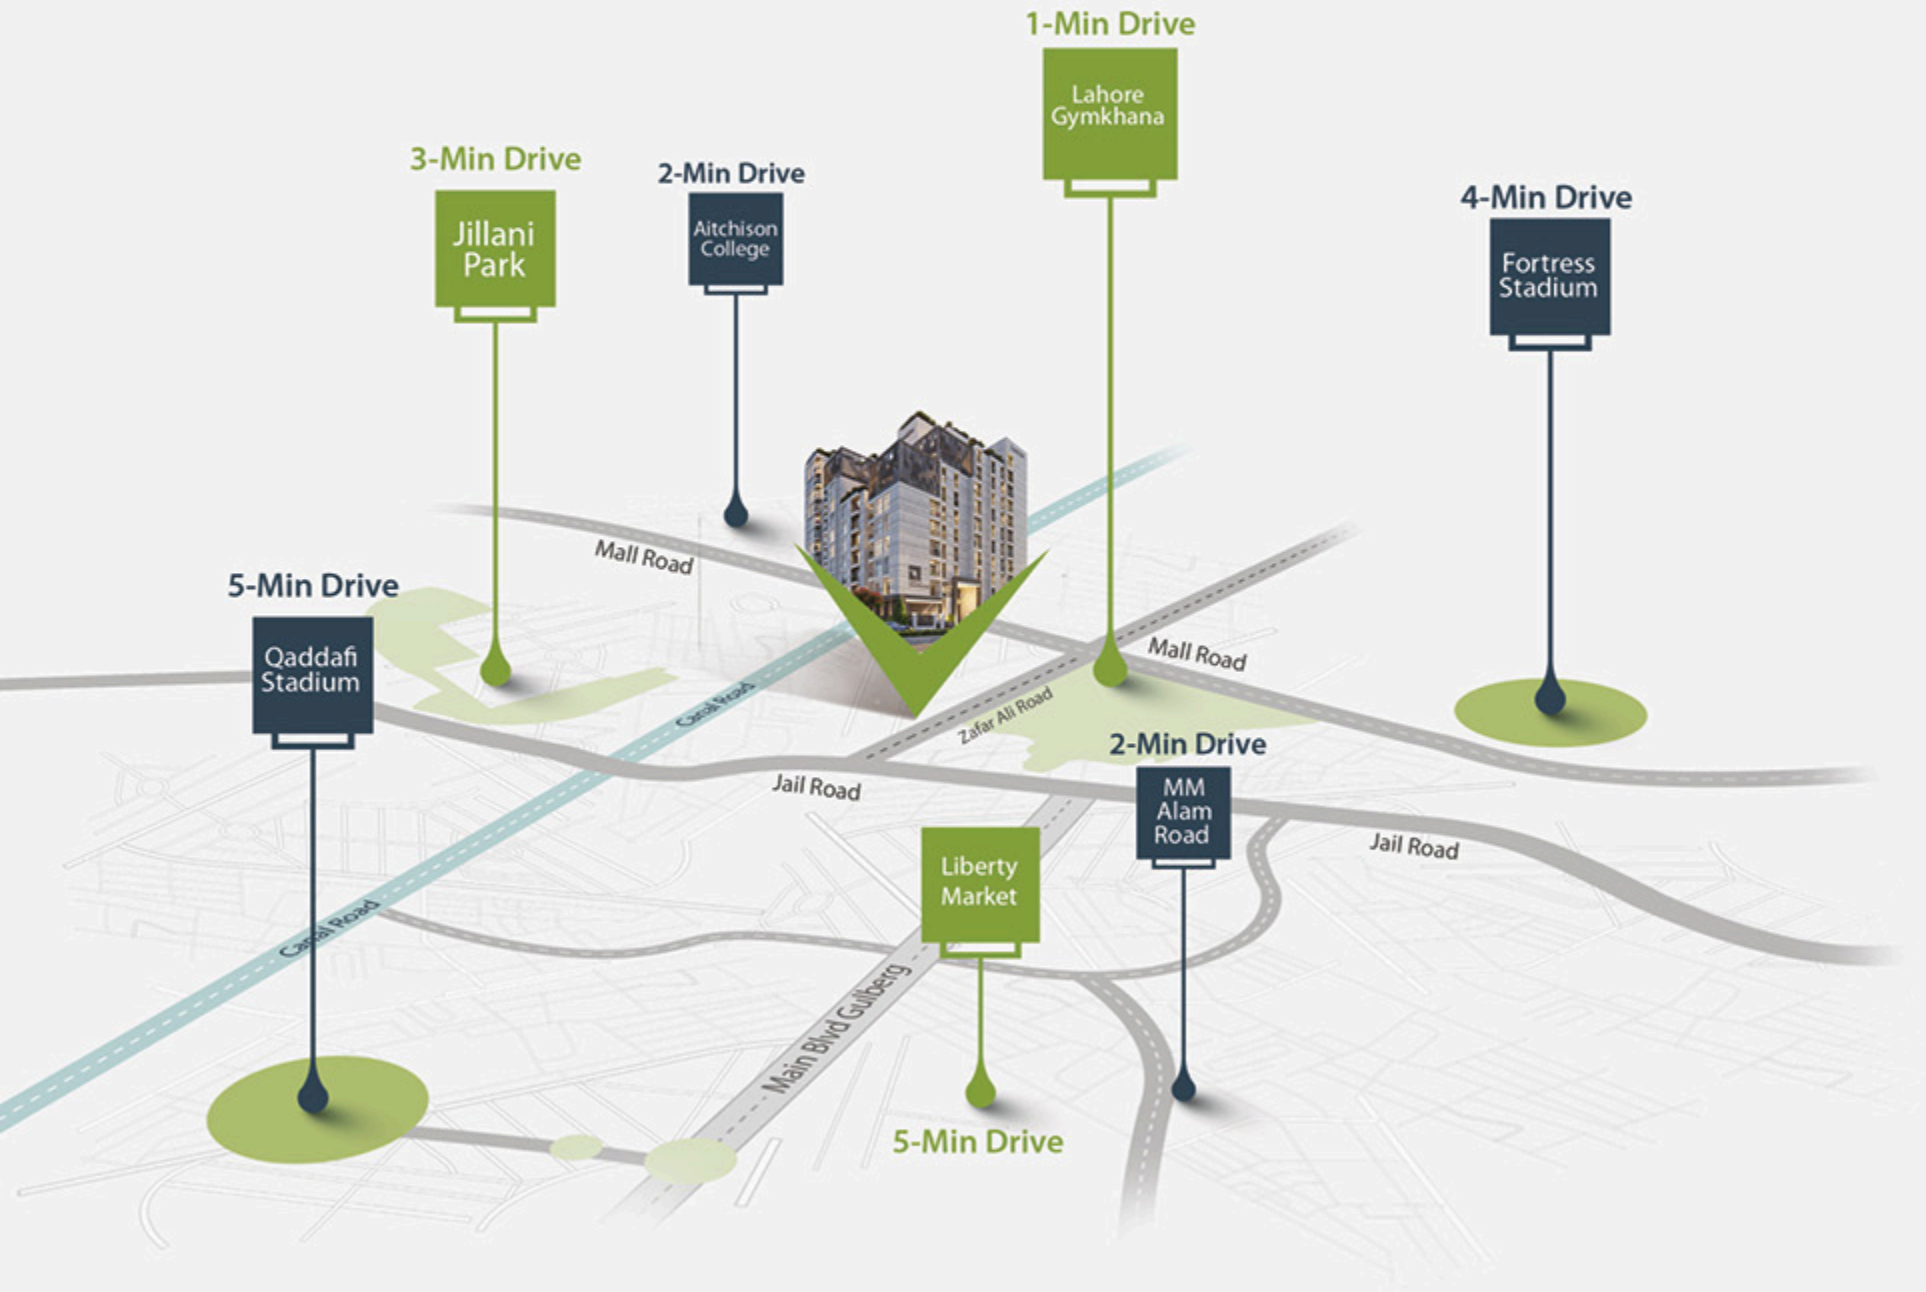 1-Min Drive
Lahore
Gymkhana
3-Min Drive
Jillani
Park
2-Min Drive
Aitchison
College
4-Min Drive
Fortress
Stadium
Mall Road
5-Min Drive
Qaddafi
Stadium
Mall Road
Canal Road
Zafar Ali Road
2-Min Drive
MM
Alam
Road
Jail Road
Jail Road
Liberty
Market
Canal Road
Main Blvd Gulberg
5-Min Drive